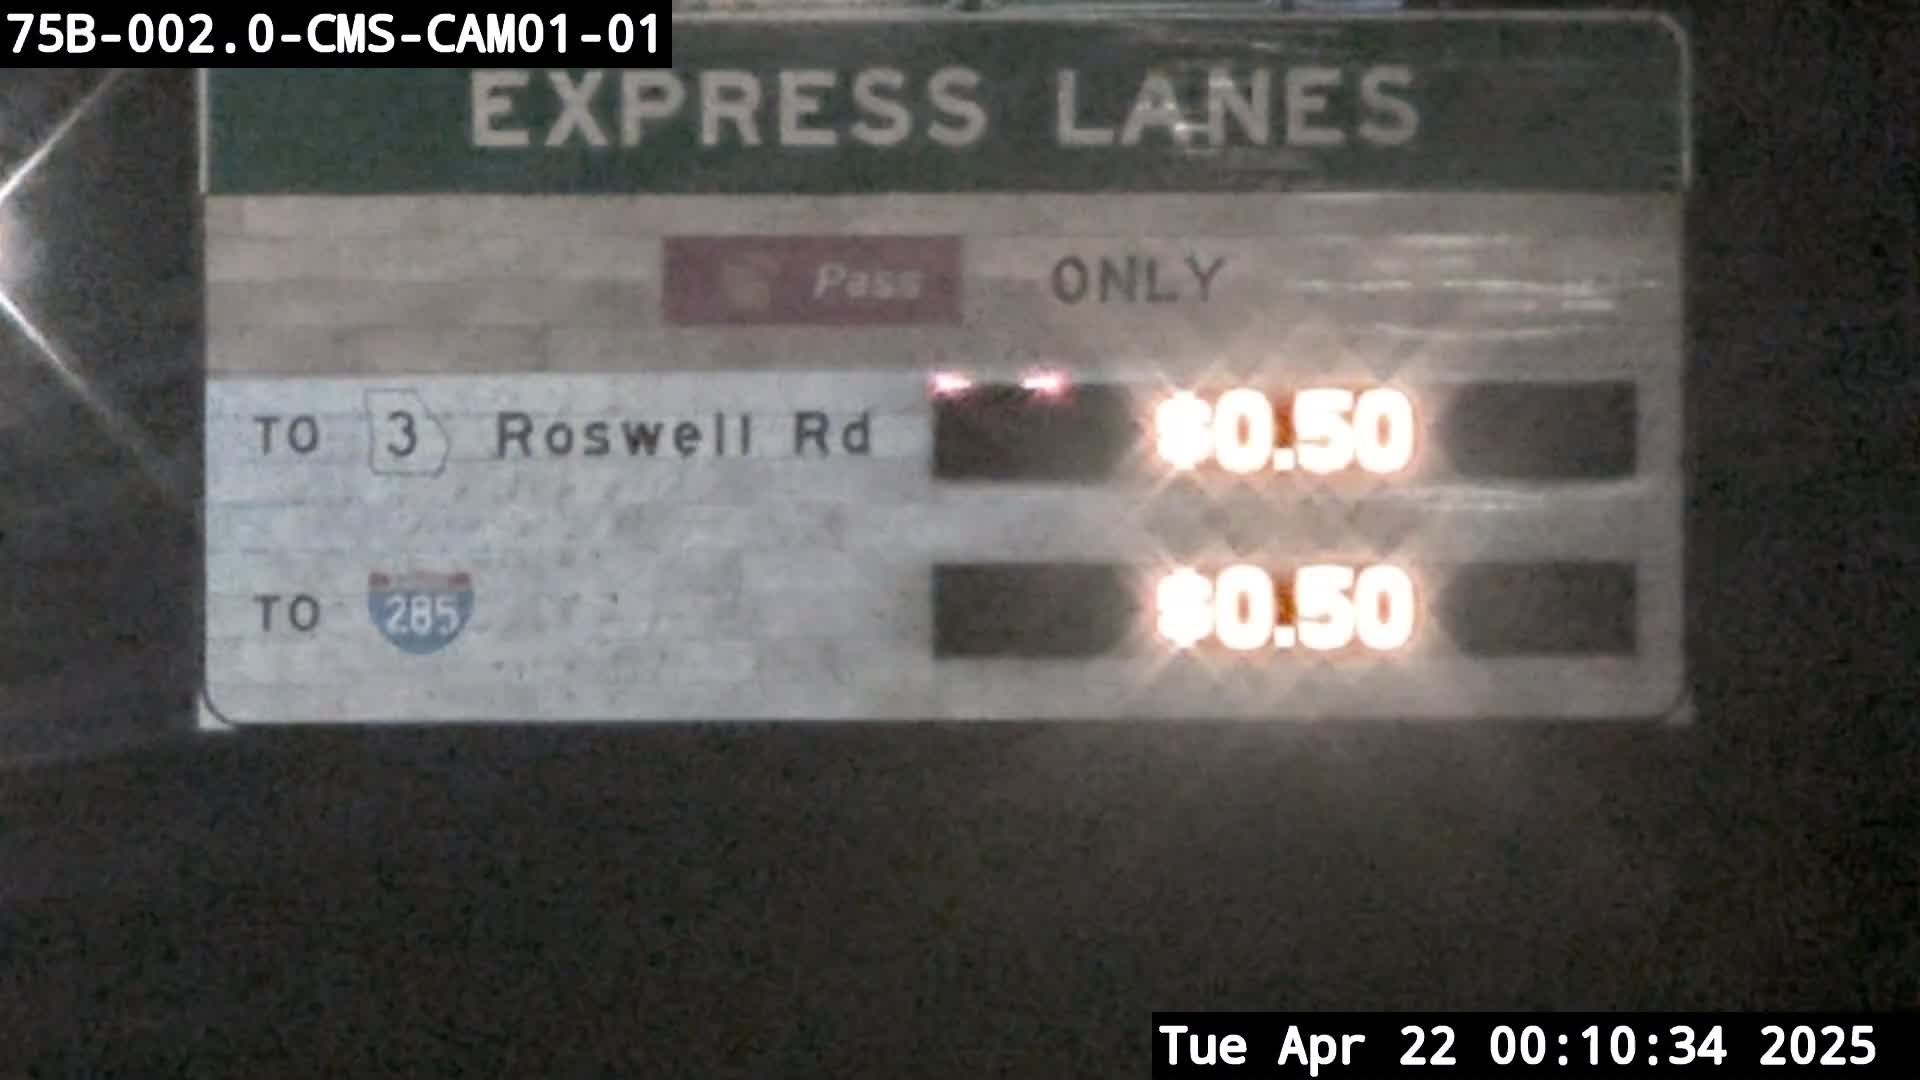 75B-002.0-CMS-CAM01-01
EXPRESS LANES
Pass ONLY
TO 3 Roswell Rd $0.50
TO 285 $0.50
Tue Apr 22 00:10:34 2025